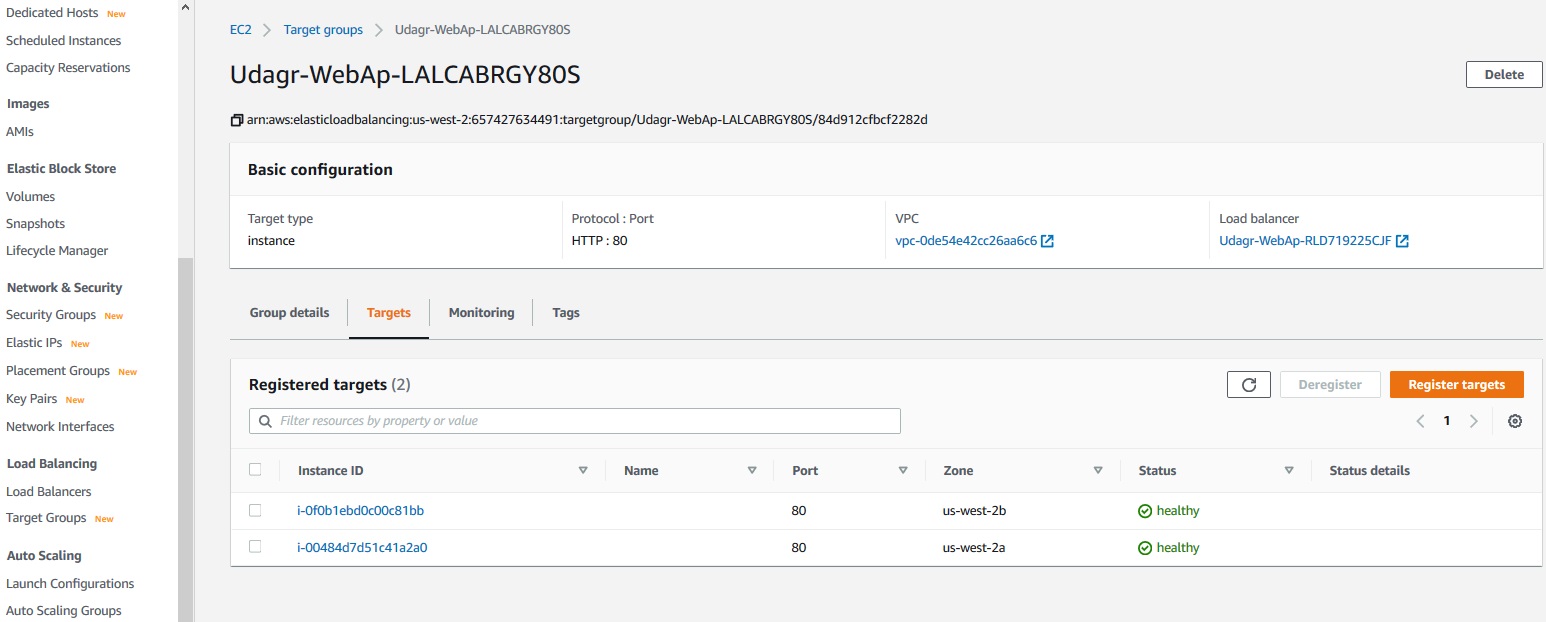 Dedicated Hosts New
Scheduled Instances
Capacity Reservations
Images
AMIs
Elastic Block Store
Volumes
Snapshots
Lifecycle Manager
Network & Security
Security Groups New
Elastic IPs New
Placement Groups New
Key Pairs New
Network Interfaces
Load Balancing
Load Balancers
Target Groups New
Auto Scaling
Launch Configurations
Auto Scaling Groups
EC2 > Target groups > Udagr-WebAp-LALCABRGY80S
Udagr-WebAp-LALCABRGY80S
Delete
arn:aws:elasticloadbalancing:us-west-2:657427634491:targetgroup/Udagr-WebAp-LALCABRGY80S/84d912cfbcf2282d
Basic configuration
Target type Protocol : Port VPC Load balancer
instance HTTP : 80 vpc-0de54e42cc26aa6c6 Udagr-WebAp-RLD719225CJF
Group details Targets Monitoring Tags
Registered targets (2) Deregister Register targets
Filter resources by property or value 1
Instance ID Name Port Zone Status Status details
i-0f0b1ebd0c00c81bb 80 us-west-2b healthy
i-00484d7d51c41a2a0 80 us-west-2a healthy